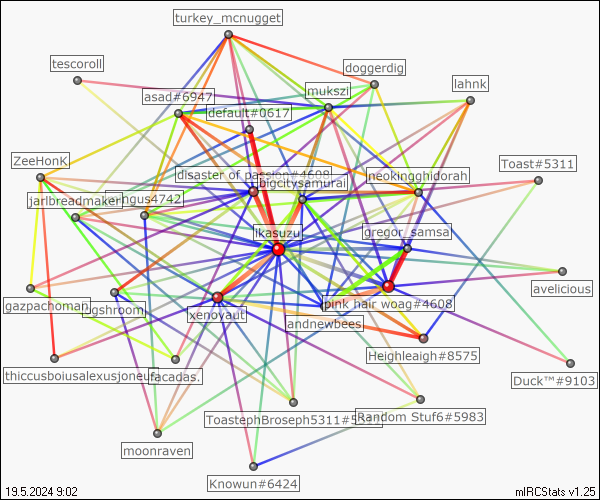 turkey_mcnugget
tescoroll
doggerdig
lahnk
mukszi
asad#6947
default#0617
ZeeHonK
Toast#5311
disaster of passion#4608
neokingghidorah
bigcitysamurai
jarlbreadmaker
ikasuzu
gregor_samsa
avelicious
gazpachoman
pink hair woag#4608
xenoyaut
andnewbees
Heighleaigh#8575
thiccusboiusalexusjoneus
facadas.
Duck™#9103
ToastephBroseph5311#5311
Random Stuf6#5983
moonraven
Knowun#6424
19.5.2024 9:02
mIRCStats v1.25